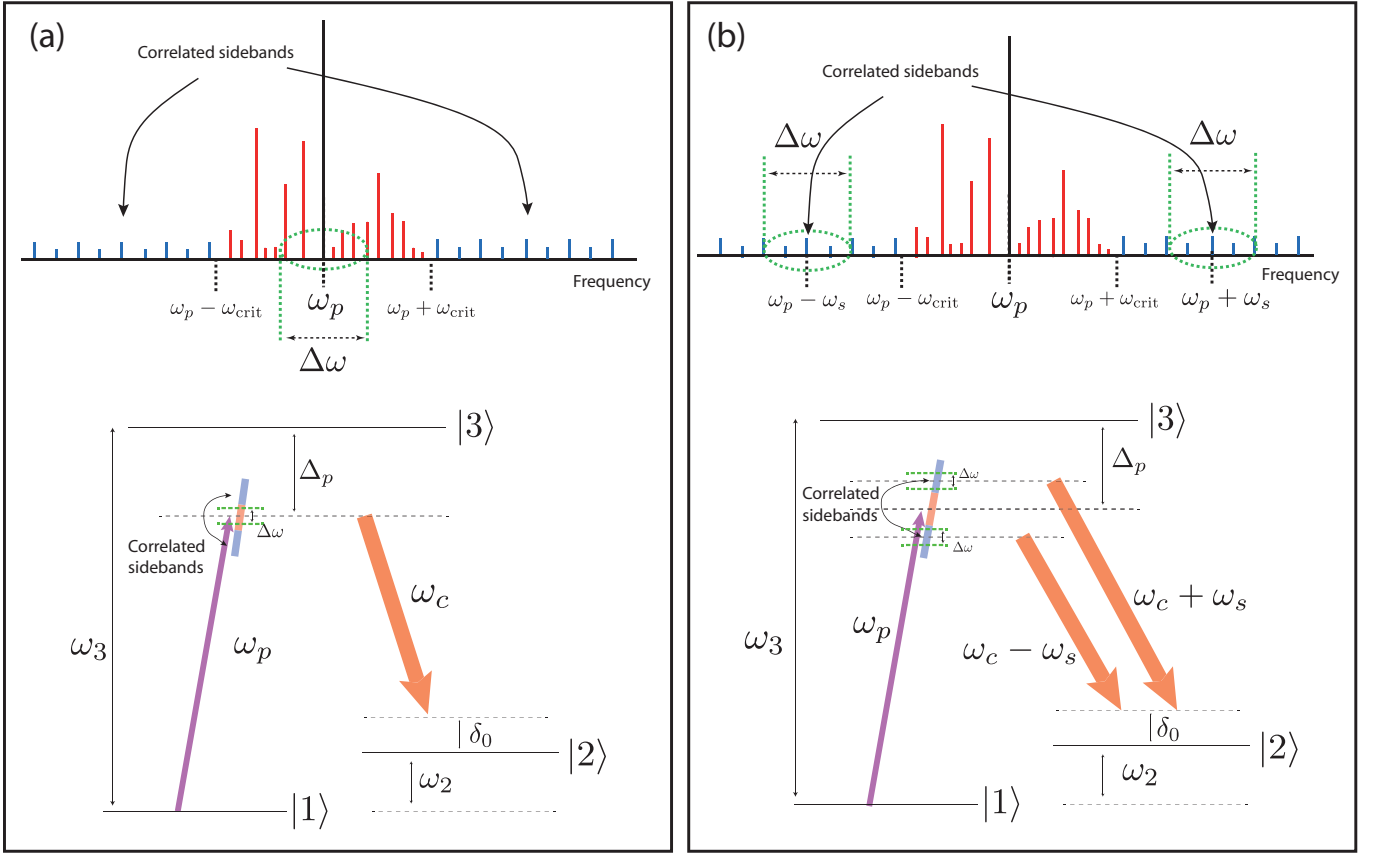 (a)
Correlated sidebands
Frequency
ω_p − ω_crit
ω_p
ω_p + ω_crit
Δω
|3⟩
Δ_p
Δω
Correlated
sidebands
ω_3
ω_p
ω_c
δ_0
|2⟩
ω_2
|1⟩
(b)
Correlated sidebands
Δω
Δω
Frequency
ω_p − ω_s
ω_p − ω_crit
ω_p
ω_p + ω_crit
ω_p + ω_s
|3⟩
Δ_p
Δω
Correlated
sidebands
Δω
ω_3
ω_p
ω_c + ω_s
ω_c − ω_s
δ_0
|2⟩
ω_2
|1⟩